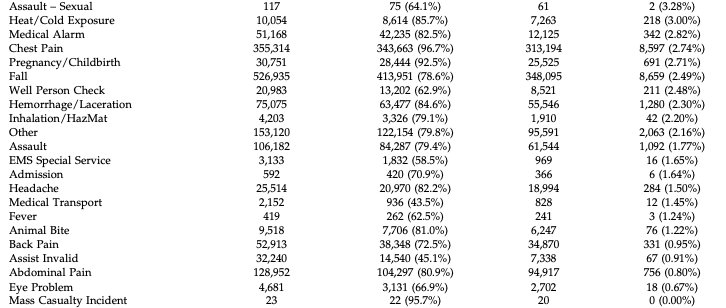 Assault – Sexual 117 75 (64.1%) 61 2 (3.28%)
Heat/Cold Exposure 10,054 8,614 (85.7%) 7,263 218 (3.00%)
Medical Alarm 51,168 42,235 (82.5%) 12,125 342 (2.82%)
Chest Pain 355,314 343,663 (96.7%) 313,194 8,597 (2.74%)
Pregnancy/Childbirth 30,751 28,444 (92.5%) 25,525 691 (2.71%)
Fall 526,935 413,951 (78.6%) 348,095 8,659 (2.49%)
Well Person Check 20,983 13,202 (62.9%) 8,521 211 (2.48%)
Hemorrhage/Laceration 75,075 63,477 (84.6%) 55,546 1,280 (2.30%)
Inhalation/HazMat 4,203 3,326 (79.1%) 1,910 42 (2.20%)
Other 153,120 122,154 (79.8%) 95,591 2,063 (2.16%)
Assault 106,182 84,287 (79.4%) 61,544 1,092 (1.77%)
EMS Special Service 3,133 1,832 (58.5%) 969 16 (1.65%)
Admission 592 420 (70.9%) 366 6 (1.64%)
Headache 25,514 20,970 (82.2%) 18,994 284 (1.50%)
Medical Transport 2,152 936 (43.5%) 828 12 (1.45%)
Fever 419 262 (62.5%) 241 3 (1.24%)
Animal Bite 9,518 7,706 (81.0%) 6,247 76 (1.22%)
Back Pain 52,913 38,348 (72.5%) 34,870 331 (0.95%)
Assist Invalid 32,240 14,540 (45.1%) 7,338 67 (0.91%)
Abdominal Pain 128,952 104,297 (80.9%) 94,917 756 (0.80%)
Eye Problem 4,681 3,131 (66.9%) 2,702 18 (0.67%)
Mass Casualty Incident 23 22 (95.7%) 20 0 (0.00%)